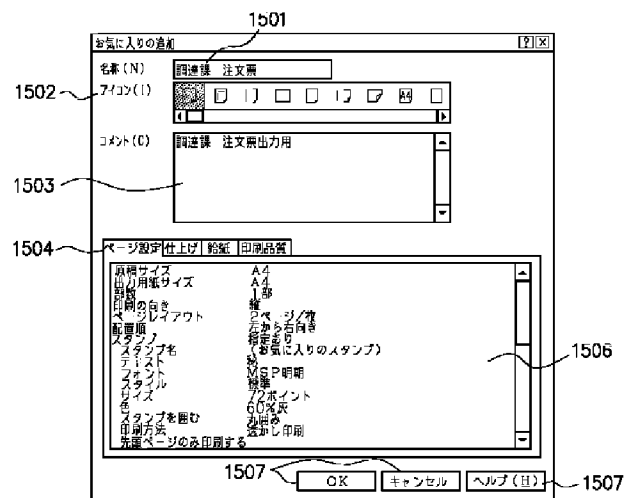 1501
お気に入りの追加
名称(N)
調達課 注文票
1502
アイコン(I)
A4
コメント(C)
調達課 注文票出力用
1503
1504
ページ設定 仕上げ 給紙 印刷品質
原稿サイズ A4
出力用紙サイズ A4
部数 1部
印刷の向き 縦
ページレイアウト 2ページ/枚
配置順 左から右向き
スタンプ 指定あり
スタンプ名 (お気に入りのスタンプ)
テキスト 秘
フォント MSP明朝
スタイル 標準
サイズ 72ポイント
色 60%灰
スタンプを囲む 丸囲み
印刷方法 透かし印刷
先頭ページのみ印刷する
1506
1507
OK キャンセル ヘルプ(H)
1507